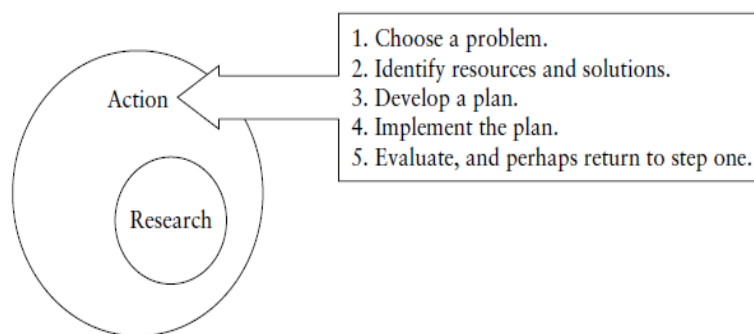 Action
1. Choose a problem.
2. Identify resources and solutions.
3. Develop a plan.
4. Implement the plan.
5. Evaluate, and perhaps return to step one.
Research